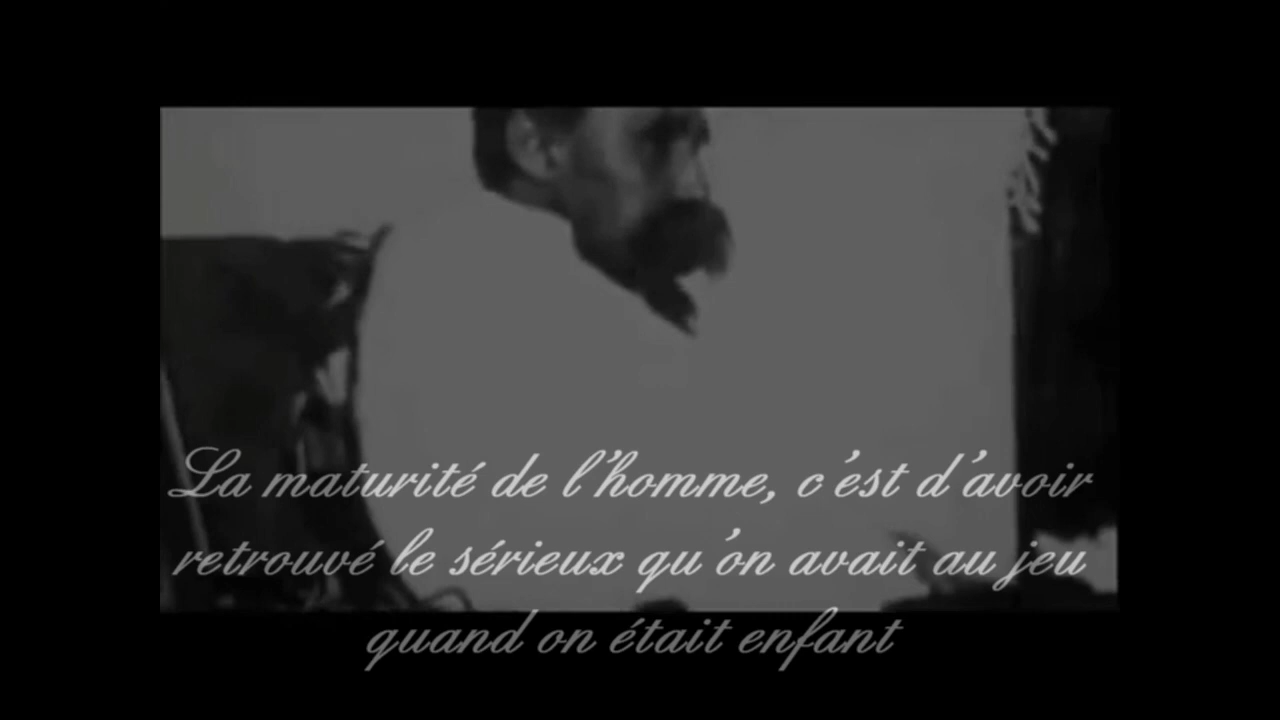 La maturité de l'homme, c'est d'avoir
retrouvé le sérieux qu'on avait au jeu
quand on était enfant